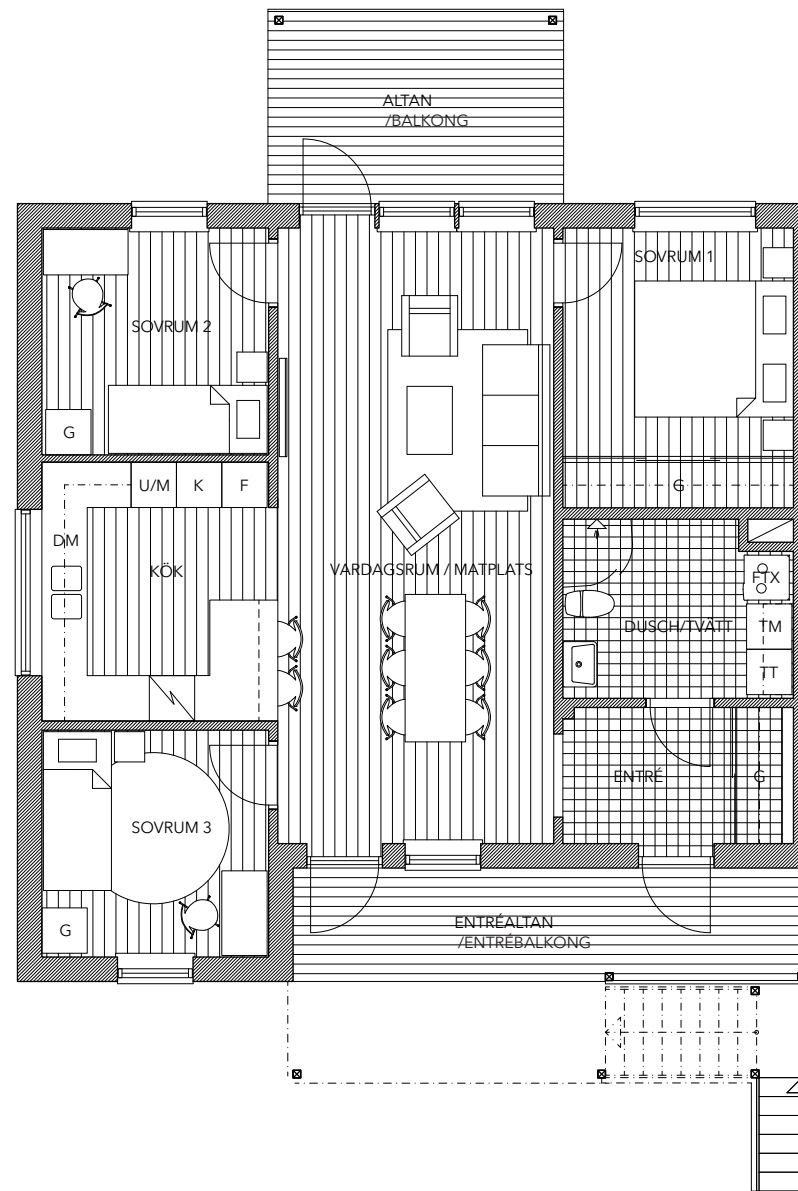 ALTAN
/BALKONG
SOVRUM 1
SOVRUM 2
G
U/M K F
G
DM
KÖK
VARDAGSRUM / MATPLATS
FTX
DUSCH/TVÄTT
TM
TT
ENTRÉ
G
SOVRUM 3
G
ENTRÉALTAN
/ENTRÉBALKONG